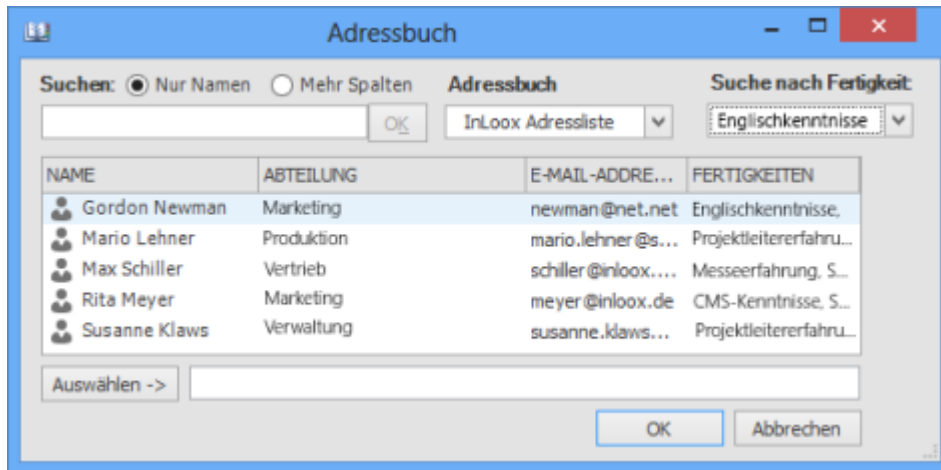 Adressbuch
Suchen: Nur Namen Mehr Spalten Adressbuch Suche nach Fertigkeit:
OK InLoox Adressliste Englischkenntnisse
NAME ABTEILUNG E-MAIL-ADDRE... FERTIGKEITEN
Gordon Newman Marketing newman@net.net Englischkenntnisse,
Mario Lehner Produktion mario.lehner@s... Projektleitererfahru...
Max Schiller Vertrieb schiller@inloox.... Messeerfahrung, S...
Rita Meyer Marketing meyer@inloox.de CMS-Kenntnisse, S...
Susanne Klaws Verwaltung susanne.klaws... Projektleitererfahru...
Auswählen ->
OK Abbrechen